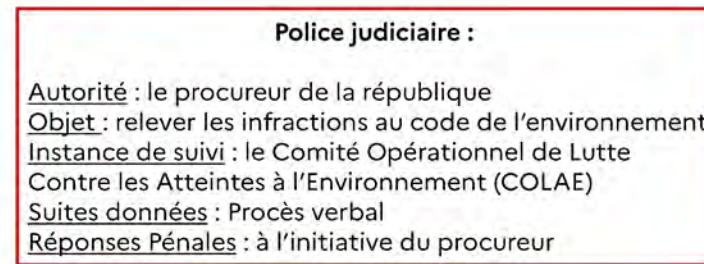 Police judiciaire :
Autorité : le procureur de la république
Objet : relever les infractions au code de l'environnement
Instance de suivi : le Comité Opérationnel de Lutte
Contre les Atteintes à l'Environnement (COLAE)
Suites données : Procès verbal
Réponses Pénales : à l'initiative du procureur